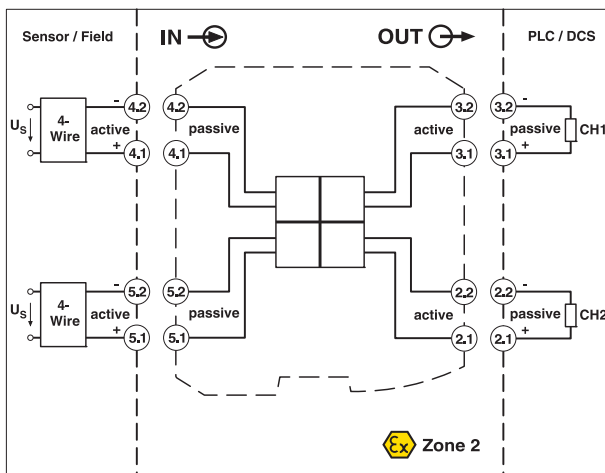 Sensor / Field
IN
OUT
PLC / DCS
US
4-
Wire
-
active
+
4.2
4.1
4.2
passive
4.1
3.2
active
3.1
3.2
-
passive
+
3.1
CH1
US
4-
Wire
-
active
+
5.2
5.1
5.2
passive
5.1
2.2
active
2.1
2.2
-
passive
+
2.1
CH2
Ex Zone 2